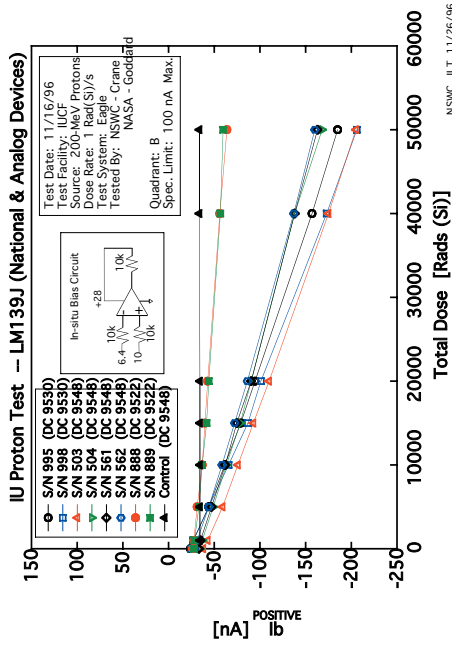 IU Proton Test -- LM139J (National & Analog Devices)
S/N 995 (DC 9530)
S/N 998 (DC 9530)
S/N 503 (DC 9548)
S/N 504 (DC 9548)
S/N 561 (DC 9548)
S/N 562 (DC 9548)
S/N 888 (DC 9522)
S/N 889 (DC 9522)
Control (DC 9548)
In-situ Bias Circuit
+28
6.4
10k
10k
10
10k
Test Date: 11/16/96
Test Facility: IUCF
Source: 200-MeV Protons
Dose Rate: 1 Rad(Si)/s
Test System: Eagle
Tested By: NSWC - Crane
NASA - Goddard
Quadrant: B
Spec. Limit: 100 nA Max.
150
100
50
0
-50
-100
-150
-200
-250
[nA] Ib POSITIVE
0
10000
20000
30000
40000
50000
60000
Total Dose [Rads (Si)]
NSWC JLT 11/26/96